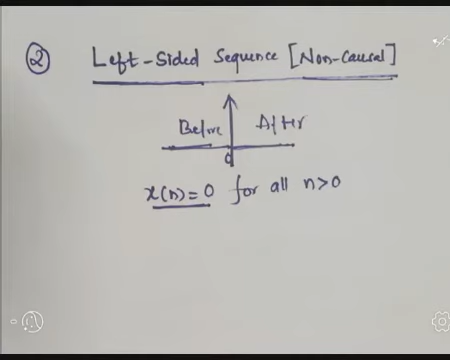 ② Left-Sided Sequence [Non-Causal]
Before After
0
x(n)=0 for all n>0